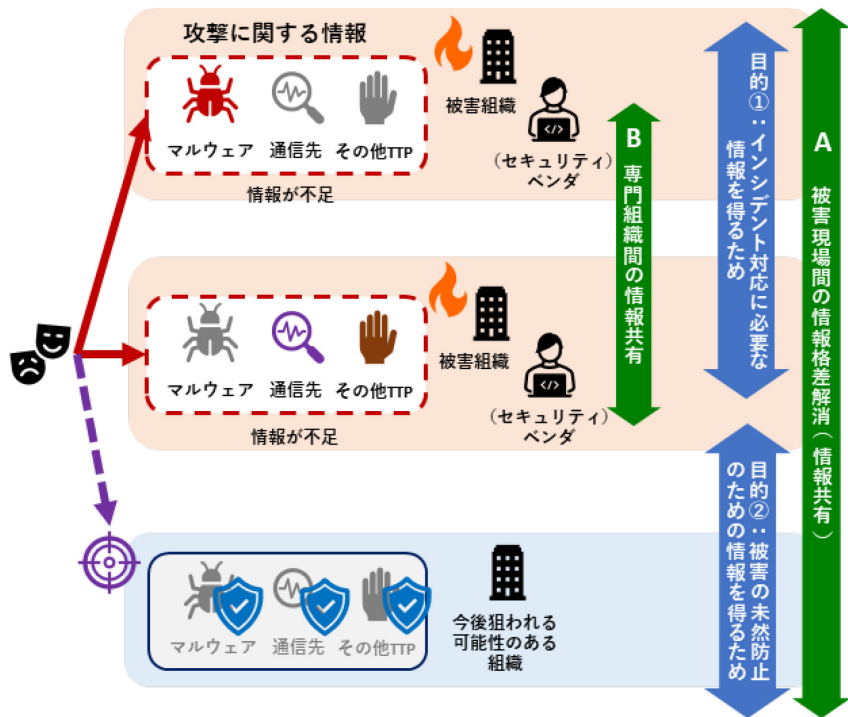 攻撃に関する情報
マルウェア
通信先
その他TTP
情報が不足
被害組織
（セキュリティ）
ベンダ
マルウェア
通信先
その他TTP
情報が不足
被害組織
（セキュリティ）
ベンダ
マルウェア
通信先
その他TTP
今後狙われる
可能性のある
組織
B 専門組織間の情報共有
目的①：インシデント対応に必要な
情報を得るため
目的②：被害の未然防止
のための情報を得るため
A 被害現場間の情報格差解消（情報共有）